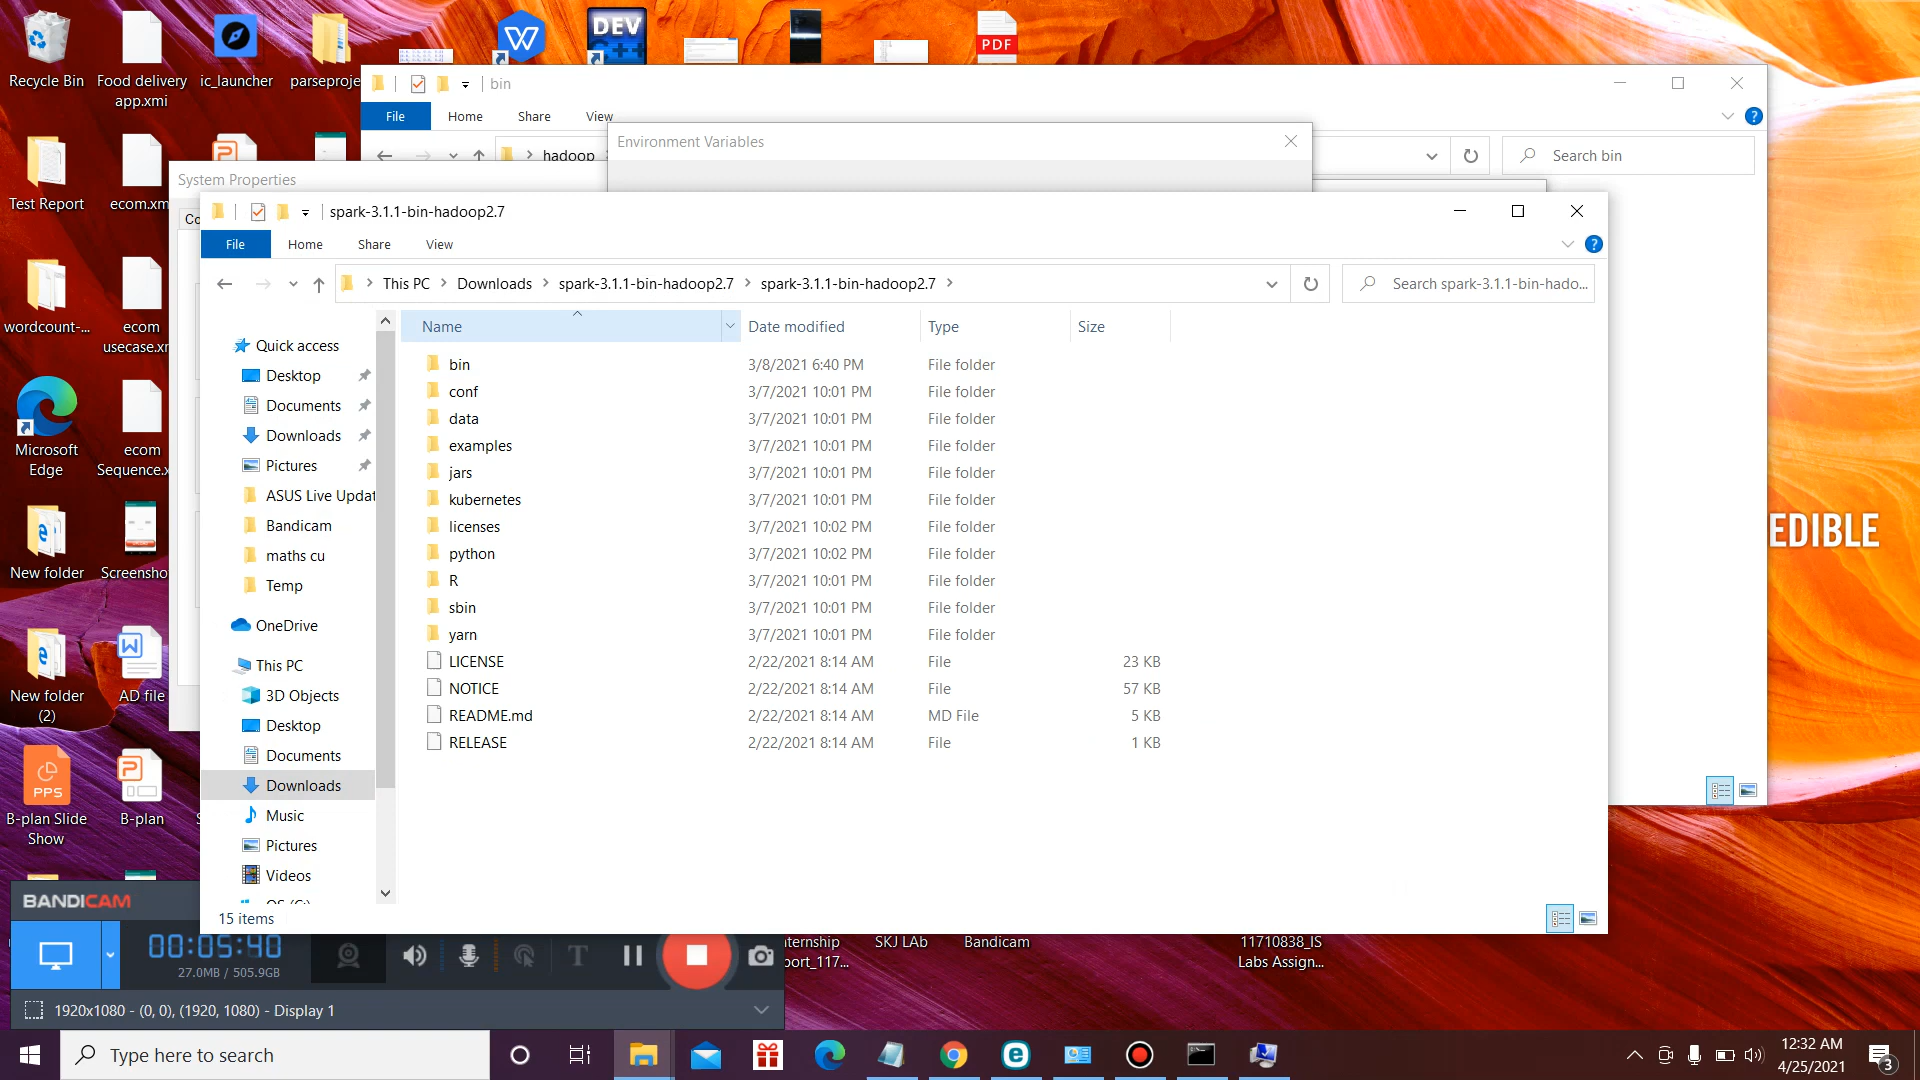 Recycle Bin
Food delivery
app.xmi
ic_launcher
parseproje
W
DEV
C++
PDF
bin
File
Home
Share
View
hadoop
Search bin
Environment Variables
System Properties
Co
Test Report
ecom.xm
wordcount-...
ecom
usecase.xr
Microsoft
Edge
ecom
Sequence.x
New folder
Screensho
New folder
(2)
AD file
PPS
B-plan Slide
Show
B-plan
S
EDIBLE
spark-3.1.1-bin-hadoop2.7
File
Home
Share
View
This PC
Downloads
spark-3.1.1-bin-hadoop2.7
spark-3.1.1-bin-hadoop2.7
Search spark-3.1.1-bin-hado...
Quick access
Desktop
Documents
Downloads
Pictures
ASUS Live Updat
Bandicam
maths cu
Temp
OneDrive
This PC
3D Objects
Desktop
Documents
Downloads
Music
Pictures
Videos
Name Date modified Type Size
bin 3/8/2021 6:40 PM File folder
conf 3/7/2021 10:01 PM File folder
data 3/7/2021 10:01 PM File folder
examples 3/7/2021 10:01 PM File folder
jars 3/7/2021 10:01 PM File folder
kubernetes 3/7/2021 10:01 PM File folder
licenses 3/7/2021 10:02 PM File folder
python 3/7/2021 10:02 PM File folder
R 3/7/2021 10:01 PM File folder
sbin 3/7/2021 10:01 PM File folder
yarn 3/7/2021 10:01 PM File folder
LICENSE 2/22/2021 8:14 AM File 23 KB
NOTICE 2/22/2021 8:14 AM File 57 KB
README.md 2/22/2021 8:14 AM MD File 5 KB
RELEASE 2/22/2021 8:14 AM File 1 KB
15 items
BANDICAM
00:05:40
27.0MB / 505.9GB
1920x1080 - (0, 0), (1920, 1080) - Display 1
ternship
port_117...
SKJ LAb
Bandicam
11710838_IS
Labs Assign...
Type here to search
12:32 AM
4/25/2021
3